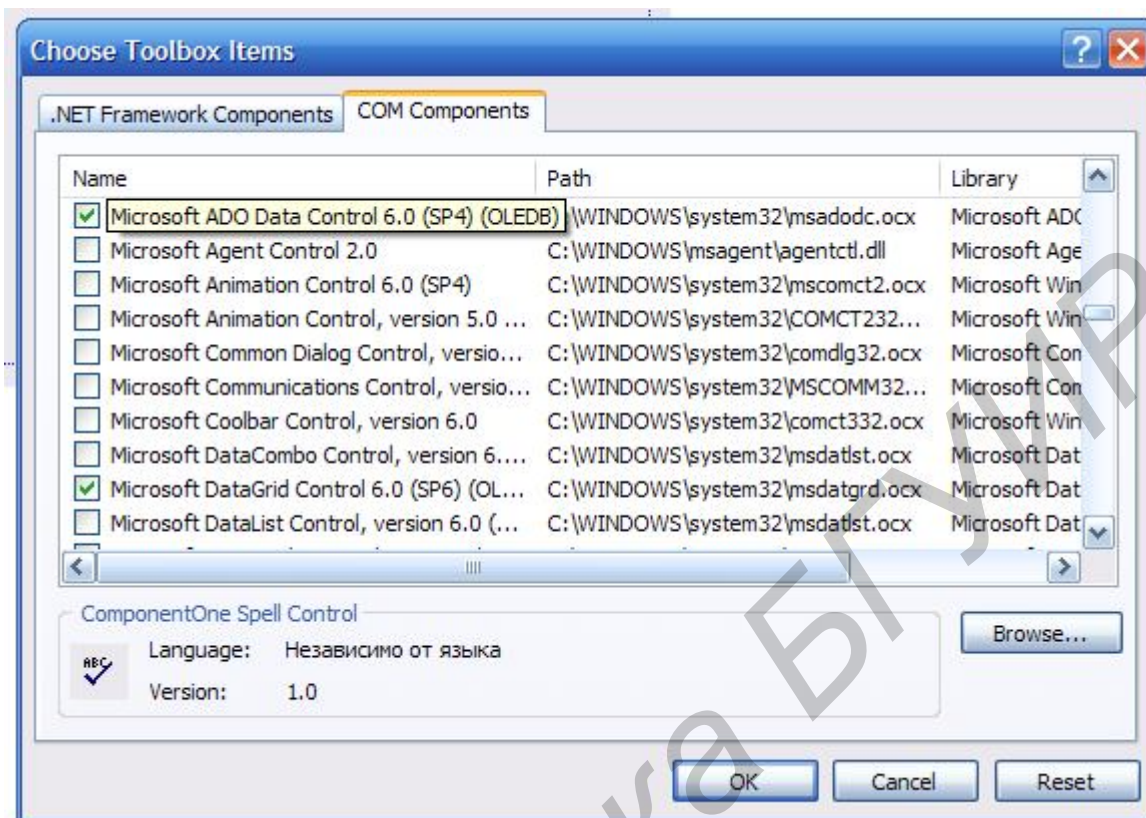 Choose Toolbox Items
.NET Framework Components COM Components
Name Path Library
Microsoft ADO Data Control 6.0 (SP4) (OLEDB) \WINDOWS\system32\msadodc.ocx Microsoft ADO
Microsoft Agent Control 2.0 C:\WINDOWS\msagent\agentctl.dll Microsoft Age
Microsoft Animation Control 6.0 (SP4) C:\WINDOWS\system32\mscomct2.ocx Microsoft Win
Microsoft Animation Control, version 5.0 ... C:\WINDOWS\system32\COMCT232... Microsoft Win
Microsoft Common Dialog Control, versio... C:\WINDOWS\system32\comdlg32.ocx Microsoft Com
Microsoft Communications Control, versio... C:\WINDOWS\system32\MSCOMM32... Microsoft Com
Microsoft Coolbar Control, version 6.0 C:\WINDOWS\system32\comct332.ocx Microsoft Win
Microsoft DataCombo Control, version 6.... C:\WINDOWS\system32\msdatlst.ocx Microsoft Dat
Microsoft DataGrid Control 6.0 (SP6) (OL... C:\WINDOWS\system32\msdatgrd.ocx Microsoft Dat
Microsoft DataList Control, version 6.0 (... C:\WINDOWS\system32\msdatlst.ocx Microsoft Dat
ComponentOne Spell Control
Browse...
ABC
Language: Независимо от языка
Version: 1.0
OK Cancel Reset
ка БГУИР